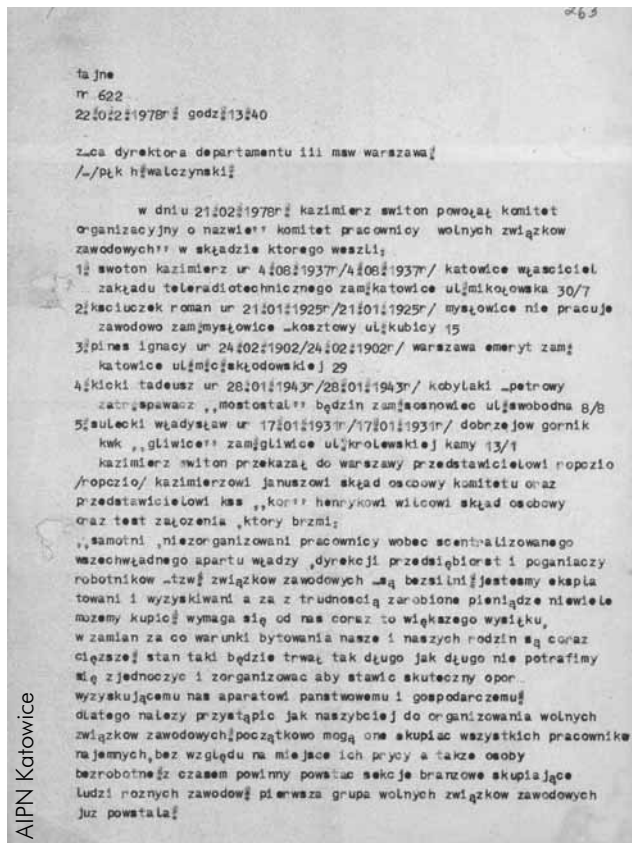 263
tajne
nr 622
22.02.1978r. godz.13.40
z-ca dyrektora departamentu iii msw warszawa.
/-/płk h.walczynski.
w dniu 21.02.1978r. kazimierz switon powołał komitet
organizacyjny o nazwie'' komitet pracownicy wolnych związkow
zawodowych'' w składzie ktorego weszli:
1. swoton kazimierz ur 4.08.1937r/4.08.1937r/ katowice własciciel
zakładu teleradiotechnicznego zam.katowice ul.mikołowska 30/7
2.ksciuczek roman ur 21.01.1925r/21.01.1925r/ mysłowice nie pracuje
zawodowo zam.mysłowice -kosztowy ul.kubicy 15
3.pines ignacy ur 24.02.1902/24.02.1902r/ warszawa emeryt zam.
katowice ul.mic.skłodowskiej 29
4.kicki tadeusz ur 28.01.1943r/28.01.1943r/ kobylaki -petrowy
zatr.spawacz ,,mostostal'' będzin zam.sosnowiec ul.swobodna 8/8
5.sulecki władysław ur 17.01.1931r/17.01.1931r/ dobrzejow gornik
kwk ,,gliwice'' zam.gliwice ul.krolewskiej kamy 13/1
kazimierz switon przekazał do warszawy przedstawicielowi ropczio
/ropczio/ kazimierzowi januszowi skład osobowy komitetu oraz
przedstawicielowi kss ,,kor'' henrykowi wilcowi skład osobowy
oraz test załozenia ,ktory brzmi:
,,samotni ,niezorganizowani pracownicy wobec scentralizowanego
wszechwładnego apartu władzy ,dyrekcji przedsiębiorst i poganiaczy
robotnikow -tzw. związkow zawodowych -są bezsilni.jestesmy ekspla
towani i wyzyskiwani a za z trudnoscią zarobione pieniądze niewiele
mozemy kupic. wymaga się od nas coraz to większego wysiłku,
w zamian za co warunki bytowania nasze i naszych rodzin są coraz
cięzsze. stan taki będzie trwał tak długo jak długo nie potrafimy
się zjednoczyc i zorganizowac aby stawic skuteczny opor
wyzyskującemu nas aparatowi panstwowemu i gospodarczemu.
dlatego nalezy przystąpic jak naszybciej do organizowania wolnych
związkow zawodowych.początkowo mogą one skupiac wszystkich pracownikow
najemnych,bez względu na miejsce ich prycy a takze osoby
bezrobotne.z czasem powinny powstac sekcje branzowe skupiające
ludzi roznych zawodow. pierwsza grupa wolnych związkow zawodowych
juz powstala.
AIPN Katowice